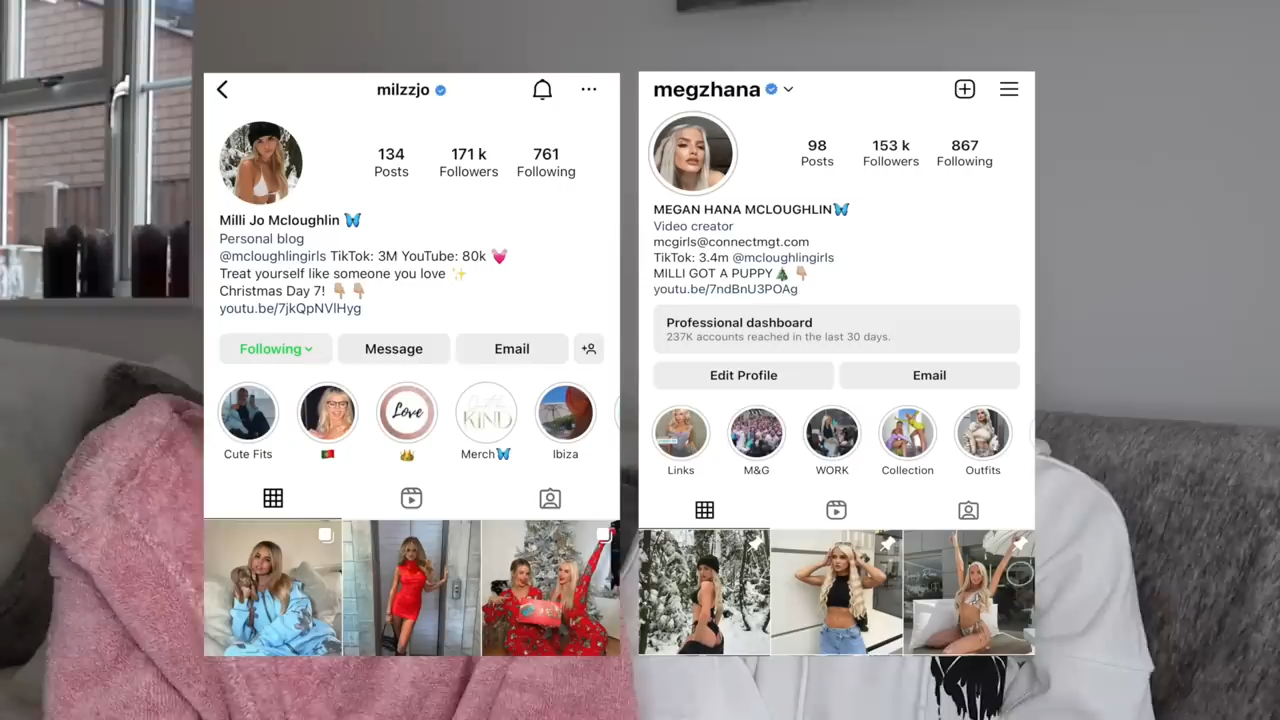 milzzjo
134 171 k 761
Posts Followers Following
Milli Jo Mcloughlin 🦋
Personal blog
@mcloughlingirls TikTok: 3M YouTube: 80k 💓
Treat yourself like someone you love ✨
Christmas Day 7! 👇🏼 👇🏼
youtu.be/7jkQpNVlHyg
Following
Message
Email
KIND
Love
Cute Fits
🇵🇹
👑
Merch🦋
Ibiza
megzhana
98 153 k 867
Posts Followers Following
MEGAN HANA MCLOUGHLIN🦋
Video creator
mcgirls@connectmgt.com
TikTok: 3.4m @mcloughlingirls
MILLI GOT A PUPPY🎄 👇🏼
youtu.be/7ndBnU3POAg
Professional dashboard
237K accounts reached in the last 30 days.
Edit Profile
Email
Links
M&G
WORK
Collection
Outfits